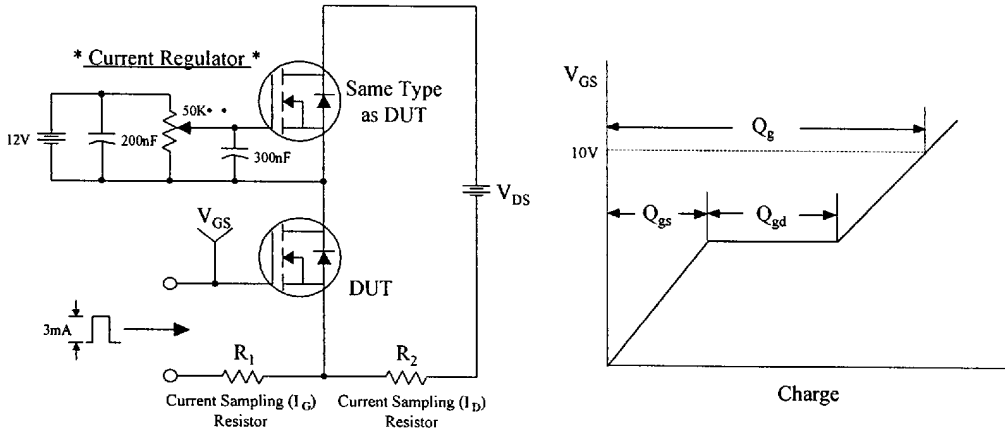 * Current Regulator *
12V
200nF
50K• •
300nF
Same Type
as DUT
V_DS
V_GS
DUT
3mA
R_1
R_2
Current Sampling (I_G)
Resistor
Current Sampling (I_D)
Resistor
V_GS
10V
Q_g
Q_gs
Q_gd
Charge